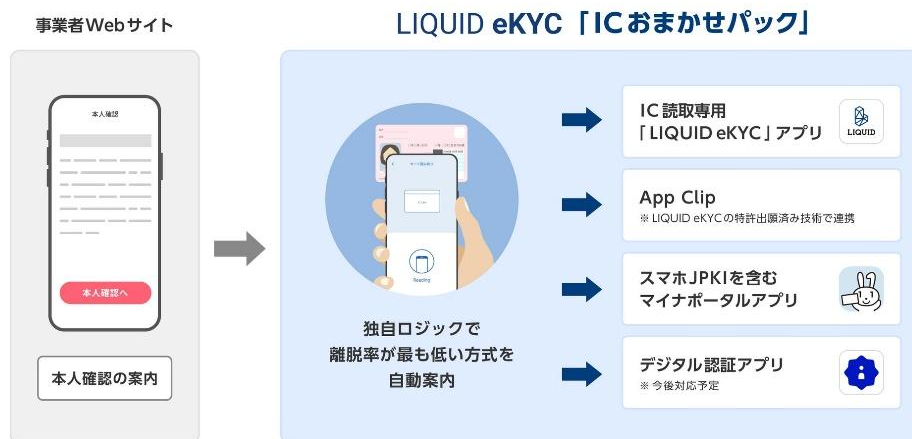 事業者Webサイト
LIQUID eKYC「ICおまかせパック」
本人確認
本人確認へ
本人確認の案内
Reading
独自ロジックで
離脱率が最も低い方式を
自動案内
IC読取専用
「LIQUID eKYC」アプリ
LIQUID
App Clip
※ LIQUID eKYCの特許出願済み技術で連携
スマホJPKIを含む
マイナポータルアプリ
デジタル認証アプリ
※ 今後対応予定